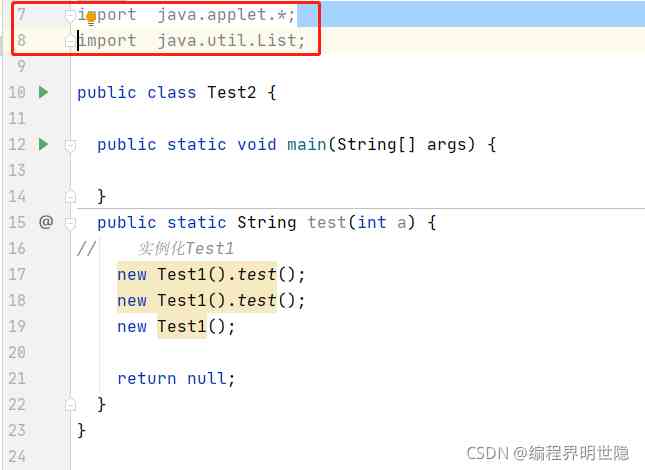 7 import java.applet.*;
8 import java.util.List;
9
10 public class Test2 {
11
12 public static void main(String[] args) {
13
14 }
15 @ public static String test(int a) {
16 // 实例化Test1
17 new Test1().test();
18 new Test1().test();
19 new Test1();
20
21 return null;
22 }
23 }
24
CSDN @编程界明世隐